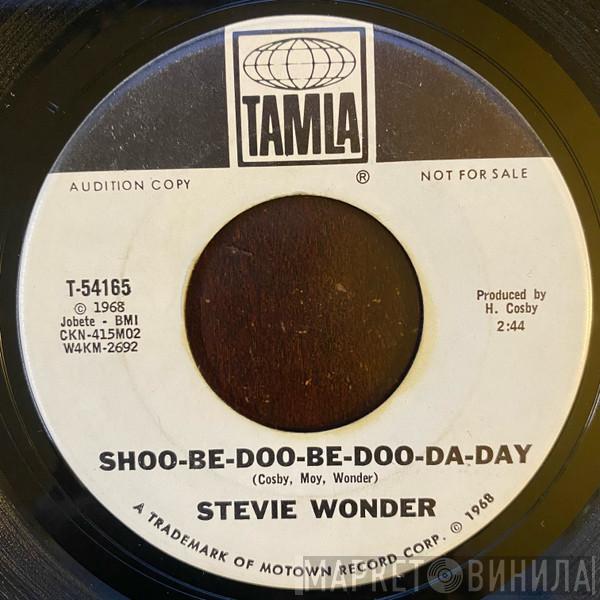 TAMLA
®
AUDITION COPY
NOT FOR SALE
T-54165
© 1968
Jobete - BMI
CKN-415M02
W4KM-2692
Produced by
H. Cosby
2:44
SHOO-BE-DOO-BE-DOO-DA-DAY
(Cosby, Moy, Wonder)
STEVIE WONDER
A TRADEMARK OF MOTOWN RECORD CORP. © 1968
МАРКЕТ ВИНИЛА